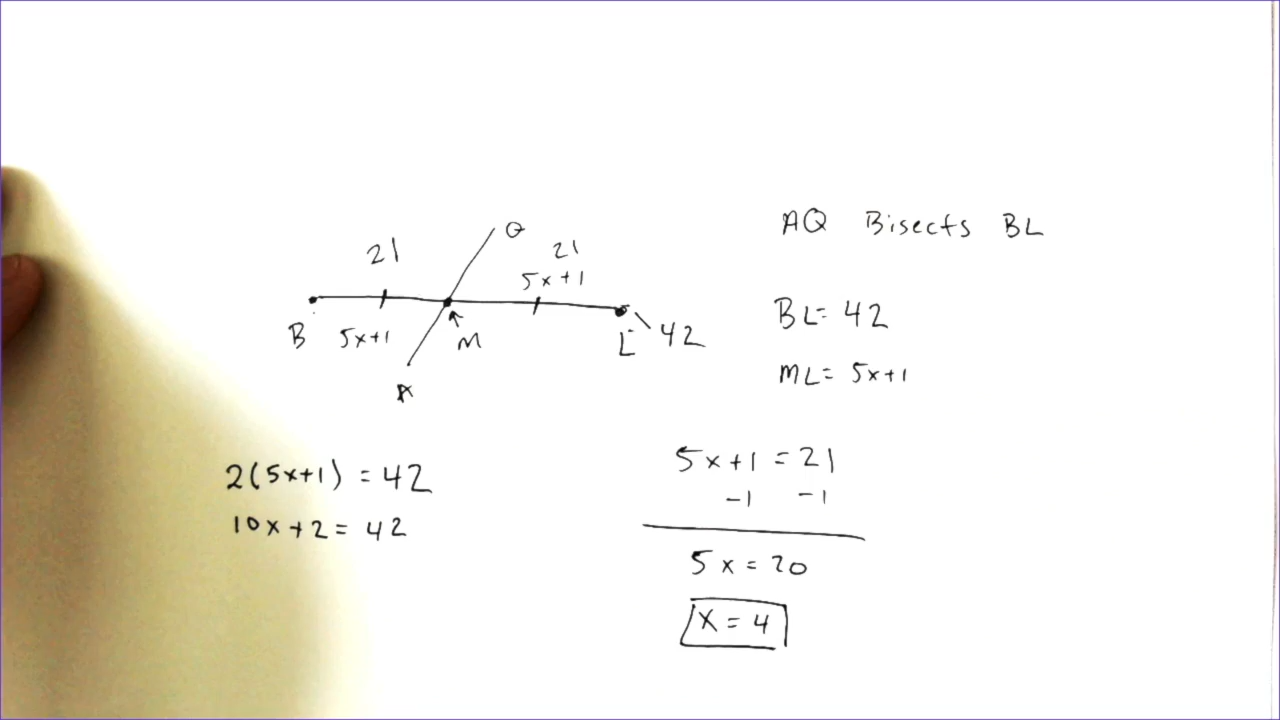 AQ Bisects BL
21
Q
21
5x+1
B
5x+1
M
L
42
A
BL= 42
ML= 5x+1
2(5x+1) = 42
10x+2 = 42
5x+1 = 21
-1 -1
5x = 20
x = 4